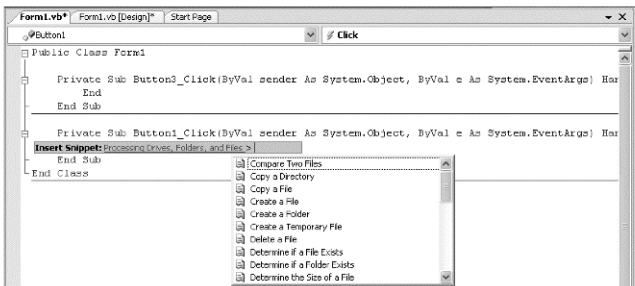 Form1.vb* Form1.vb [Design]* Start Page
Button1 Click
Public Class Form1
Private Sub Button3_Click(ByVal sender As System.Object, ByVal e As System.EventArgs) Han
End
End Sub
Private Sub Button1_Click(ByVal sender As System.Object, ByVal e As System.EventArgs) Han
Insert Snippet: Processing Drives, Folders, and Files >
End Sub
End Class
Compare Two Files
Copy a Directory
Copy a File
Create a File
Create a Folder
Create a Temporary File
Delete a File
Determine if a File Exists
Determine if a Folder Exists
Determine the Size of a File